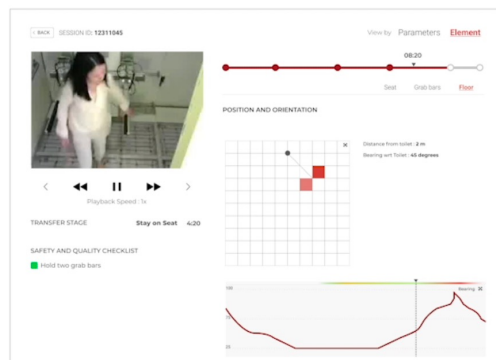 ‹ BACK
SESSION ID: 12311045
View by Parameters Element
08:20
Seat Grab bars Floor
POSITION AND ORIENTATION
Distance from toilet : 2 m
Bearing wrt Toilet : 45 degrees
Playback Speed : 1x
TRANSFER STAGE Stay on Seat 4:20
SAFETY AND QUALITY CHECKLIST
Hold two grab bars
Bearing